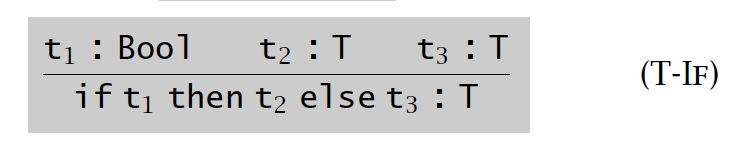 t₁ : Bool t₂ : T t₃ : T
if t₁ then t₂ else t₃ : T
(T-IF)